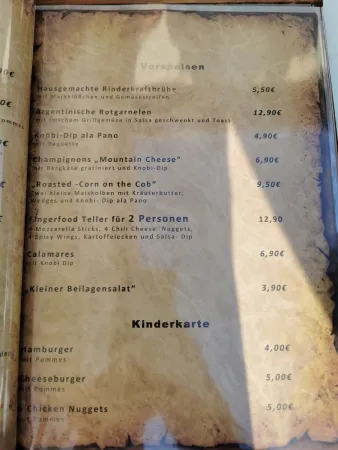 Vorspeisen
Hausgemachte Rinderkraftbrühe 5,50€
mit Markklößchen und Gemüsestreifen
Argentinische Rotgarnelen 12,90€
mit frischem Grillgemüse in Salsa geschwenkt und Toast
Knobi-Dip ala Pano 4,90€
mit Baguette
Champignons „Mountain Cheese" 6,90€
mit Bergkäse gratiniert und Knobi-Dip
„Roasted -Corn on the Cob" 9,50€
Zwei kleine Maiskolben mit Kräuterbutter,
Wedges und Knobi- Dip ala Pano
Fingerfood Teller für 2 Personen 12,90
4 Mozzarella Sticks, 4 Chili Cheese Nuggets,
4 Spicy Wings, Kartoffelecken und Salsa- Dip
Calamares 6,90€
mit Knobi Dip
„Kleiner Beilagensalat" 3,90€
Kinderkarte
Hamburger 4,00€
mit Pommes
Cheeseburger 5,00€
mit Pommes
6 Chicken Nuggets 5,00€
mit Pommes